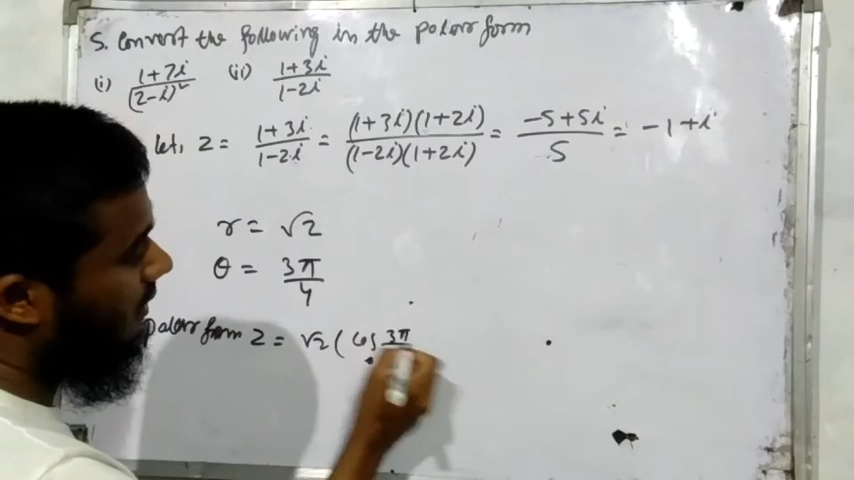 5. Convert the following in the polar form
(i) (1+7i)/(2-i)² (ii) (1+3i)/(1-2i)
let, z = (1+3i)/(1-2i) = ((1+3i)(1+2i))/((1-2i)(1+2i)) = (-5+5i)/5 = -1+i
r = √2
θ = 3π/4
polar form z = √2 ( cos 3π